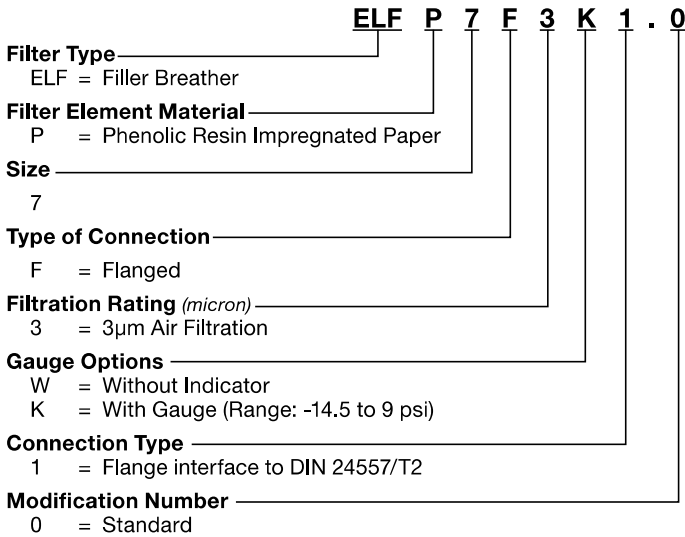 ELF P 7 F 3 K 1 . 0
Filter Type
ELF = Filler Breather
Filter Element Material
P = Phenolic Resin Impregnated Paper
Size
7
Type of Connection
F = Flanged
Filtration Rating (micron)
3 = 3µm Air Filtration
Gauge Options
W = Without Indicator
K = With Gauge (Range: -14.5 to 9 psi)
Connection Type
1 = Flange interface to DIN 24557/T2
Modification Number
0 = Standard